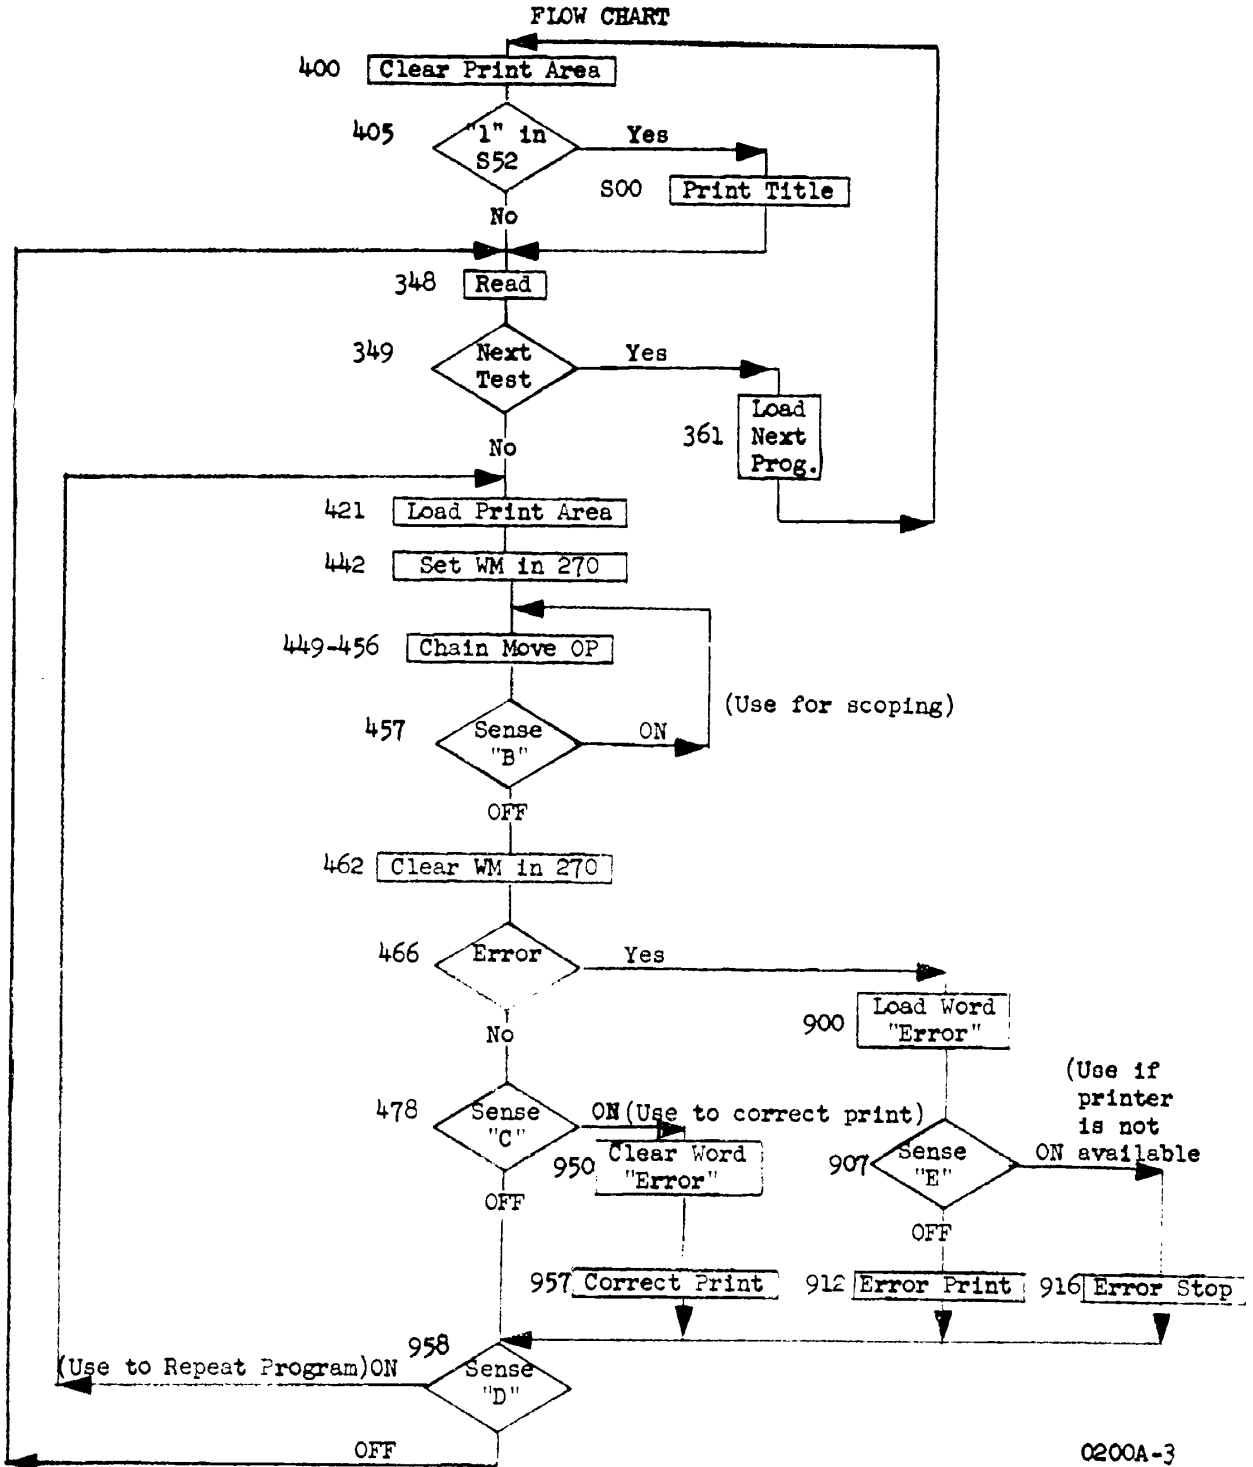 FLOW CHART
400 Clear Print Area
405 "1" in
S52
Yes
S00 Print Title
No
348 Read
349 Next
Test
Yes
361 Load
Next
Prog.
No
421 Load Print Area
442 Set WM in 270
449-456 Chain Move OP
(Use for scoping)
457 Sense
"B"
ON
OFF
462 Clear WM in 270
466 Error
Yes
900 Load Word
"Error"
No
478 Sense
"C"
ON (Use to correct print)
950 Clear Word
"Error"
OFF
907 Sense
"E"
(Use if
printer
is not
ON available
OFF
957 Correct Print
912 Error Print
916 Error Stop
958 Sense
"D"
(Use to Repeat Program) ON
OFF
0200A-3